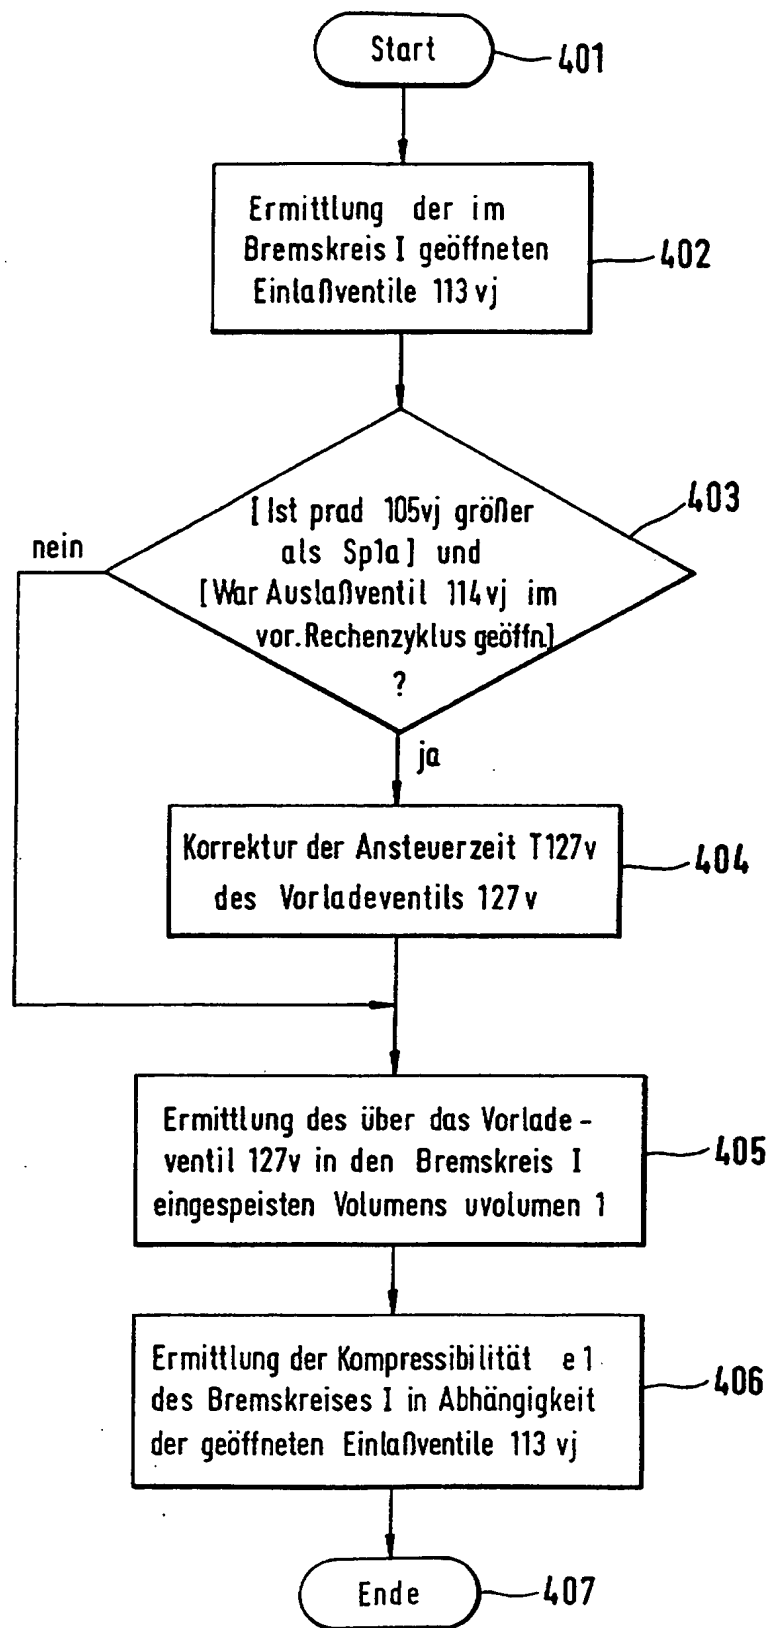 Start
401
Ermittlung der im
Bremskreis I geöffneten
Einlaßventile 113 vj
402
[Ist prad 105vj größer
als Sp1a] und
[War Auslaßventil 114vj im
vor. Rechenzyklus geöffn.]
?
403
nein
ja
Korrektur der Ansteuerzeit T127v
des Vorladeventils 127v
404
Ermittlung des über das Vorlade-
ventil 127v in den Bremskreis I
eingespeisten Volumens uvolumen 1
405
Ermittlung der Kompressibilität e1
des Bremskreises I in Abhängigkeit
der geöffneten Einlaßventile 113 vj
406
Ende
407